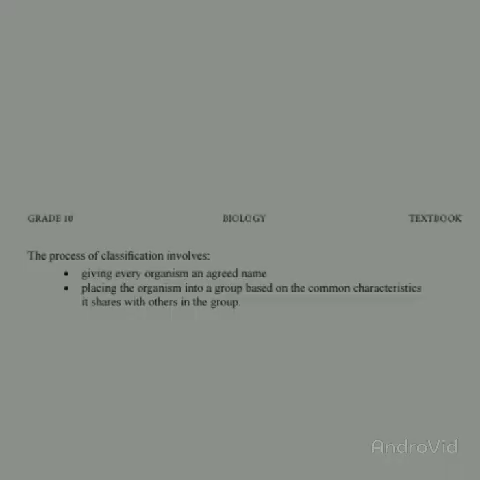 GRADE 10 BIOLOGY TEXTBOOK
The process of classification involves:
• giving every organism an agreed name
• placing the organism into a group based on the common characteristics
it shares with others in the group.
AndroVid